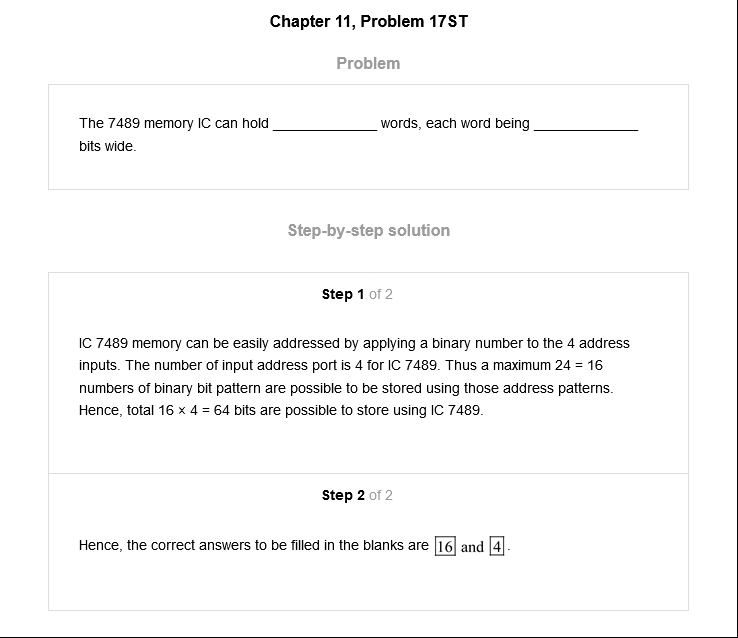 Chapter 11, Problem 17ST
Problem
The 7489 memory IC can hold _____________ words, each word being _____________
bits wide.
Step-by-step solution
Step 1 of 2
IC 7489 memory can be easily addressed by applying a binary number to the 4 address
inputs. The number of input address port is 4 for IC 7489. Thus a maximum 24 = 16
numbers of binary bit pattern are possible to be stored using those address patterns.
Hence, total 16 × 4 = 64 bits are possible to store using IC 7489.
Step 2 of 2
Hence, the correct answers to be filled in the blanks are 16 and 4.